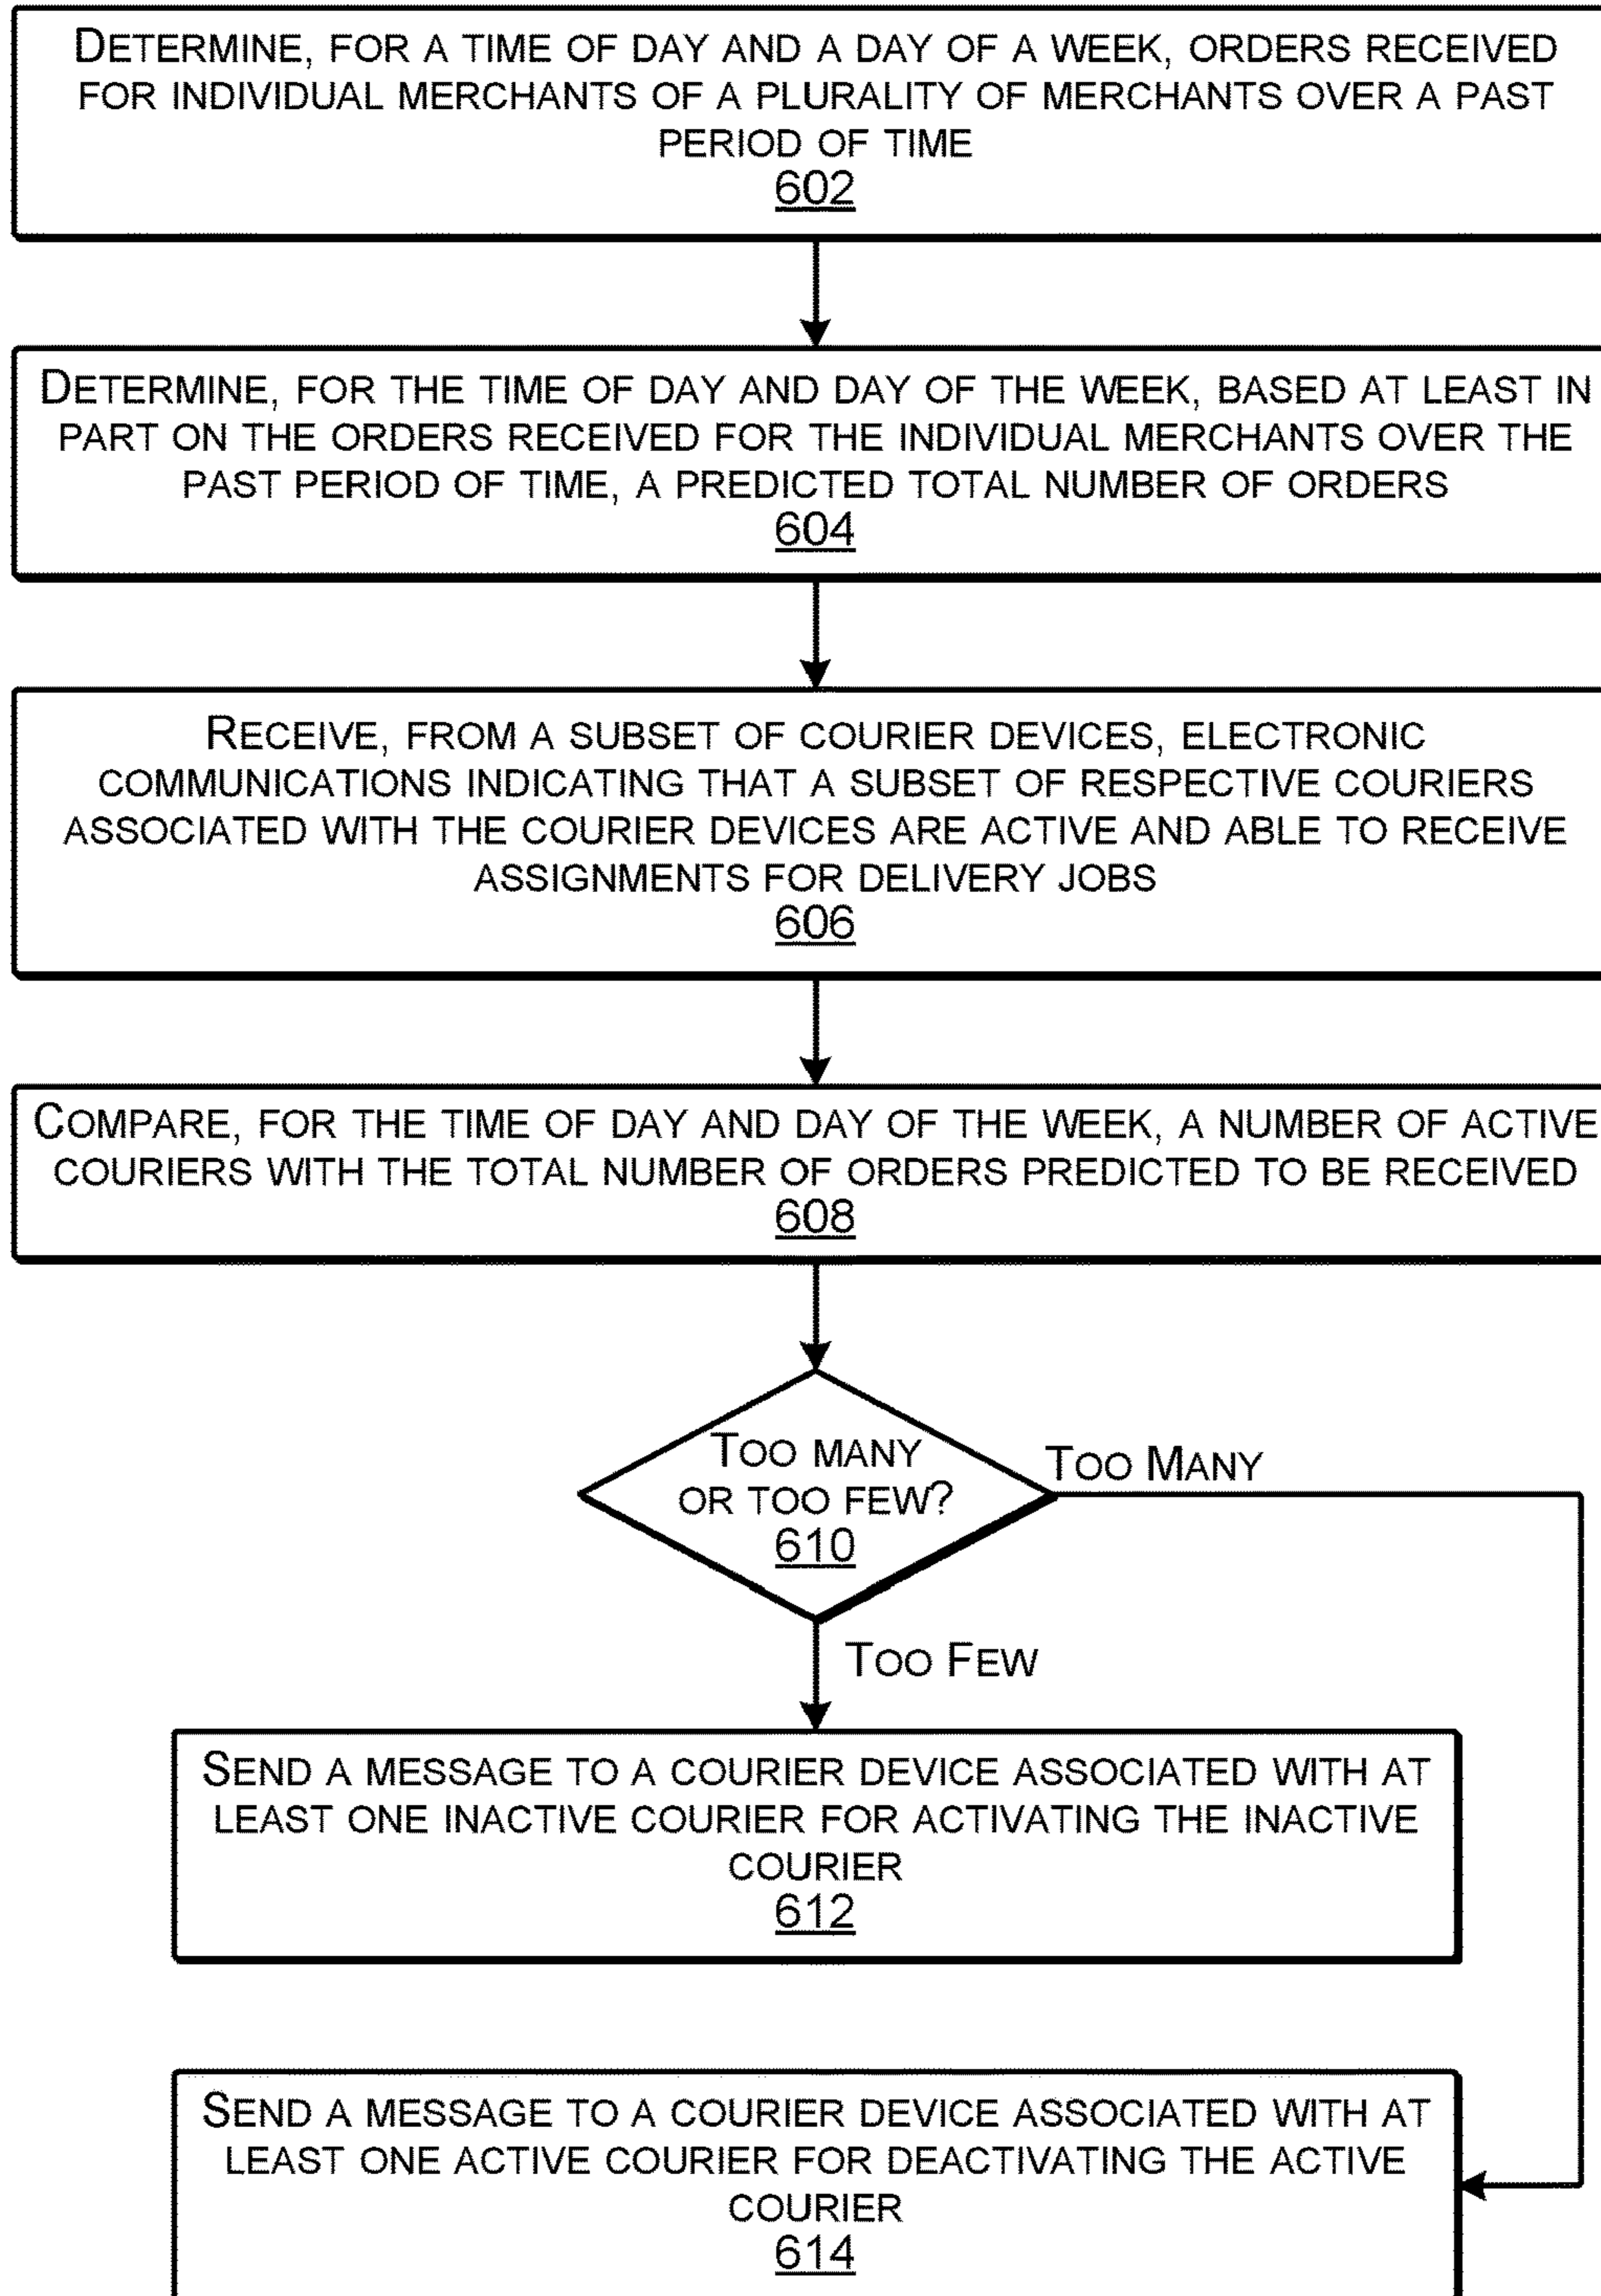 DETERMINE, FOR A TIME OF DAY AND A DAY OF A WEEK, ORDERS RECEIVED
FOR INDIVIDUAL MERCHANTS OF A PLURALITY OF MERCHANTS OVER A PAST
PERIOD OF TIME
602
DETERMINE, FOR THE TIME OF DAY AND DAY OF THE WEEK, BASED AT LEAST IN
PART ON THE ORDERS RECEIVED FOR THE INDIVIDUAL MERCHANTS OVER THE
PAST PERIOD OF TIME, A PREDICTED TOTAL NUMBER OF ORDERS
604
RECEIVE, FROM A SUBSET OF COURIER DEVICES, ELECTRONIC
COMMUNICATIONS INDICATING THAT A SUBSET OF RESPECTIVE COURIERS
ASSOCIATED WITH THE COURIER DEVICES ARE ACTIVE AND ABLE TO RECEIVE
ASSIGNMENTS FOR DELIVERY JOBS
606
COMPARE, FOR THE TIME OF DAY AND DAY OF THE WEEK, A NUMBER OF ACTIVE
COURIERS WITH THE TOTAL NUMBER OF ORDERS PREDICTED TO BE RECEIVED
608
TOO MANY
OR TOO FEW?
610
TOO MANY
TOO FEW
SEND A MESSAGE TO A COURIER DEVICE ASSOCIATED WITH AT
LEAST ONE INACTIVE COURIER FOR ACTIVATING THE INACTIVE
COURIER
612
SEND A MESSAGE TO A COURIER DEVICE ASSOCIATED WITH AT
LEAST ONE ACTIVE COURIER FOR DEACTIVATING THE ACTIVE
COURIER
614